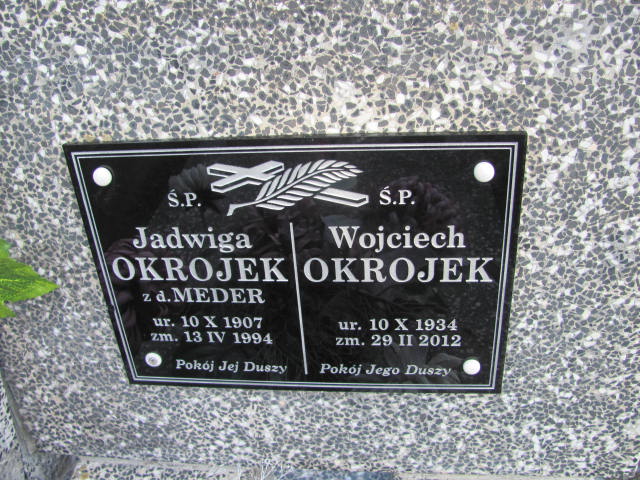 Ś.P.
Jadwiga
OKROJEK
z d. MEDER
ur. 10 X 1907
zm. 13 IV 1994
Pokój Jej Duszy
Ś.P.
Wojciech
OKROJEK
ur. 10 X 1934
zm. 29 II 2012
Pokój Jego Duszy